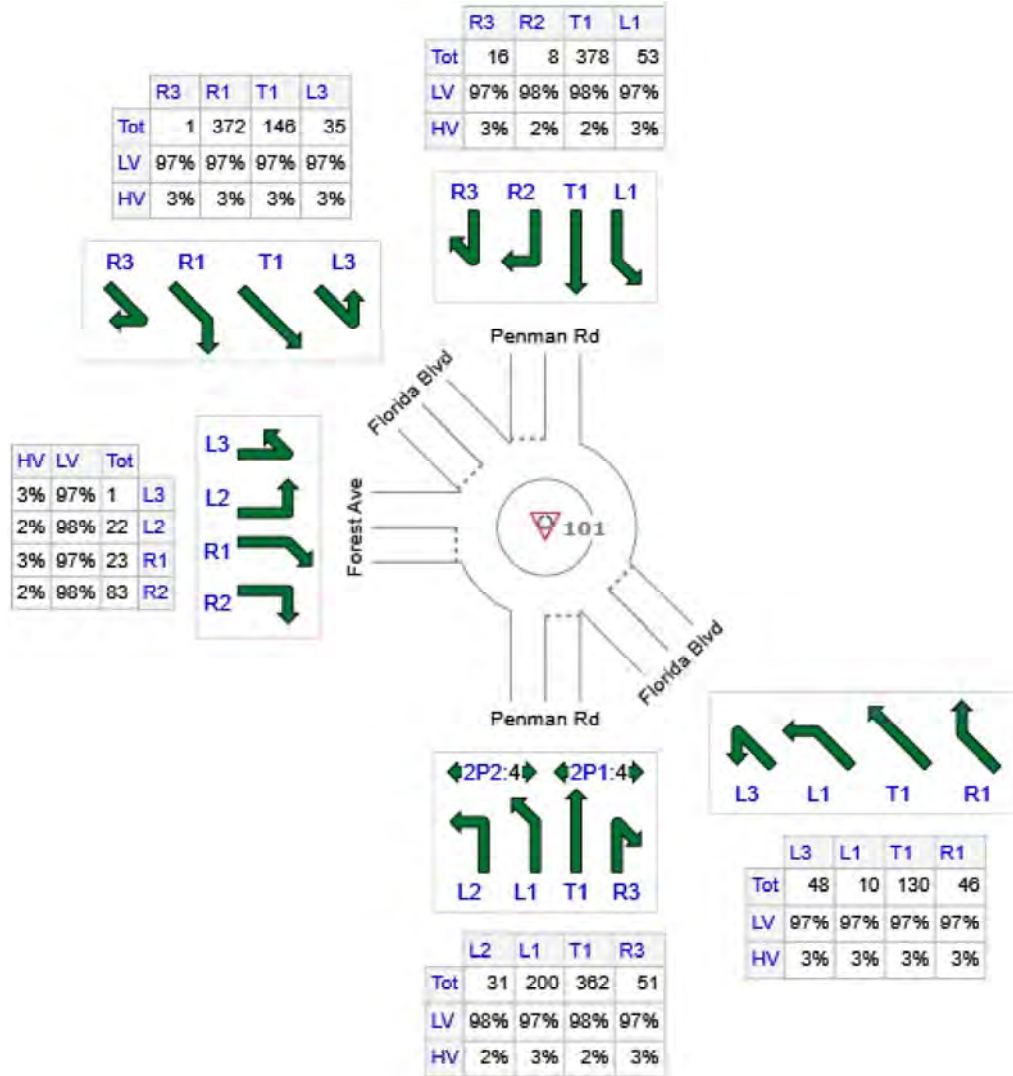 R3 R2 T1 L1
Tot 16 8 378 53
LV 97% 98% 98% 97%
HV 3% 2% 2% 3%
R3 R1 T1 L3
Tot 1 372 146 35
LV 97% 97% 97% 97%
HV 3% 3% 3% 3%
R3 R2 T1 L1
R3 R1 T1 L3
Penman Rd
Florida Blvd
HV LV Tot
3% 97% 1 L3
2% 98% 22 L2
3% 97% 23 R1
2% 98% 83 R2
L3
L2
R1
R2
Forest Ave
101
Florida Blvd
Penman Rd
2P2:4 2P1:4
L2 L1 T1 R3
L3 L1 T1 R1
L3 L1 T1 R1
Tot 48 10 130 46
LV 97% 97% 97% 97%
HV 3% 3% 3% 3%
L2 L1 T1 R3
Tot 31 200 362 51
LV 98% 97% 98% 97%
HV 2% 3% 2% 3%